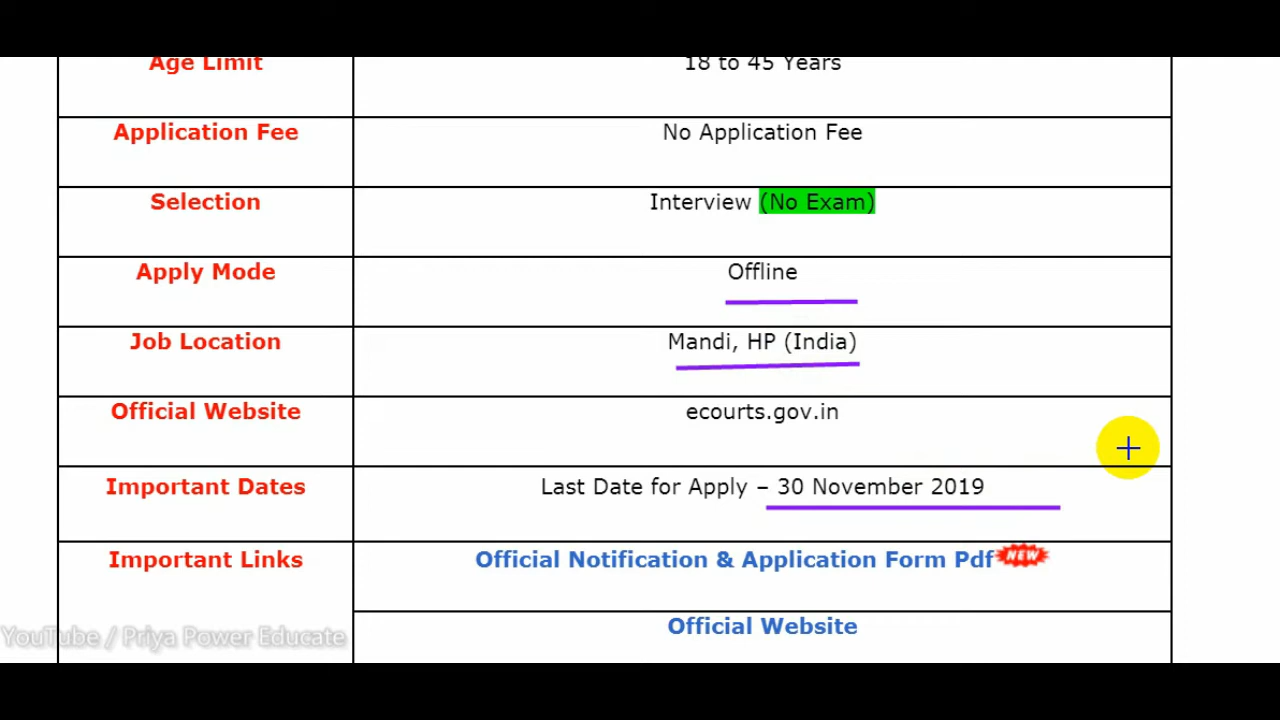 Age Limit 18 to 45 Years
Application Fee No Application Fee
Selection Interview (No Exam)
Apply Mode Offline
Job Location Mandi, HP (India)
Official Website ecourts.gov.in
Important Dates Last Date for Apply – 30 November 2019
Important Links Official Notification & Application Form Pdf NEW
Official Website
YouTube / Priya Power Educate